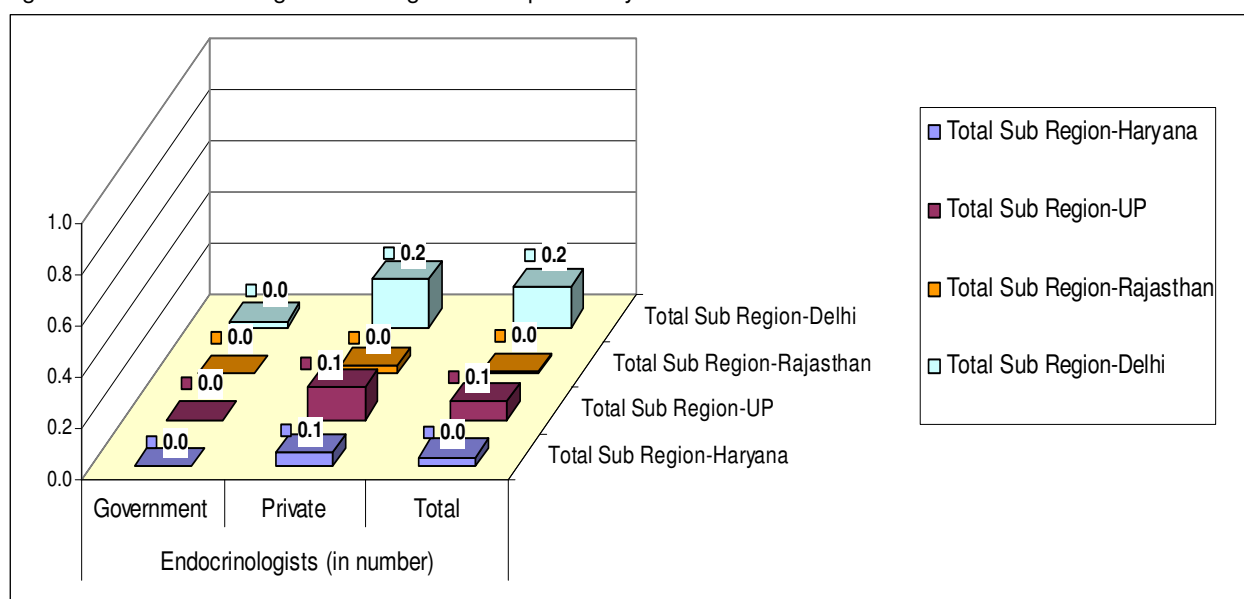 1.0
0.8
0.6
0.4
0.2
0.0
0.0 0.2 0.2
0.0 0.0 0.0
0.0 0.1 0.1
0.0 0.1 0.0
Total Sub Region-Delhi
Total Sub Region-Rajasthan
Total Sub Region-UP
Total Sub Region-Haryana
Government Private Total
Endocrinologists (in number)
Total Sub Region-Haryana
Total Sub Region-UP
Total Sub Region-Rajasthan
Total Sub Region-Delhi